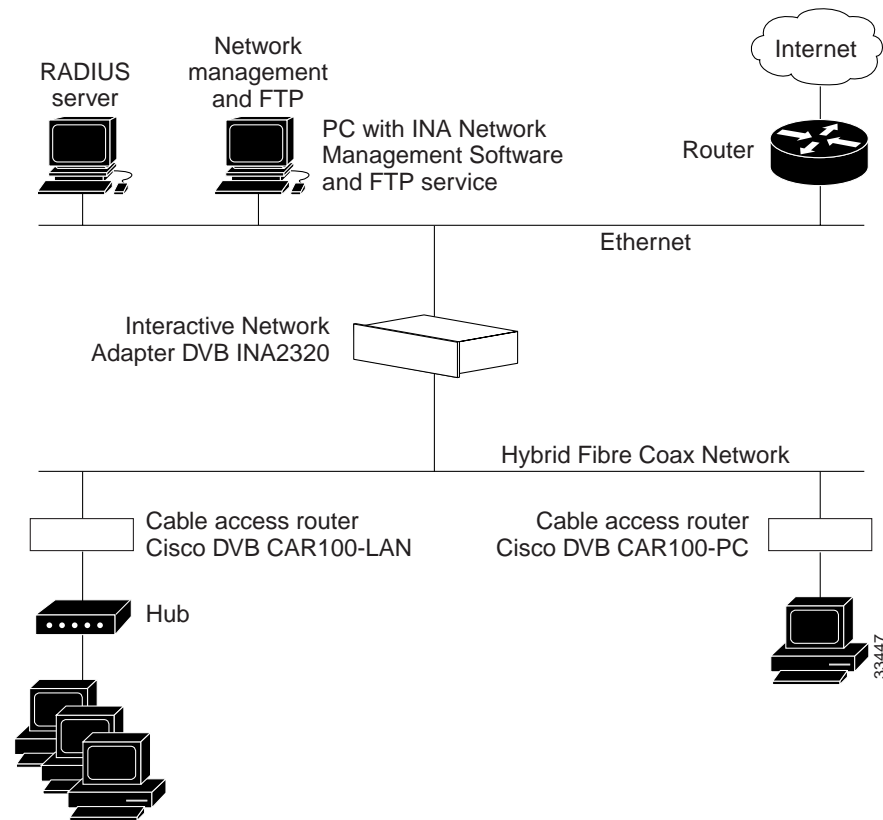 RADIUS
server
Network
management
and FTP
PC with INA Network
Management Software
and FTP service
Internet
Router
Ethernet
Interactive Network
Adapter DVB INA2320
Hybrid Fibre Coax Network
Cable access router
Cisco DVB CAR100-LAN
Cable access router
Cisco DVB CAR100-PC
Hub
33447